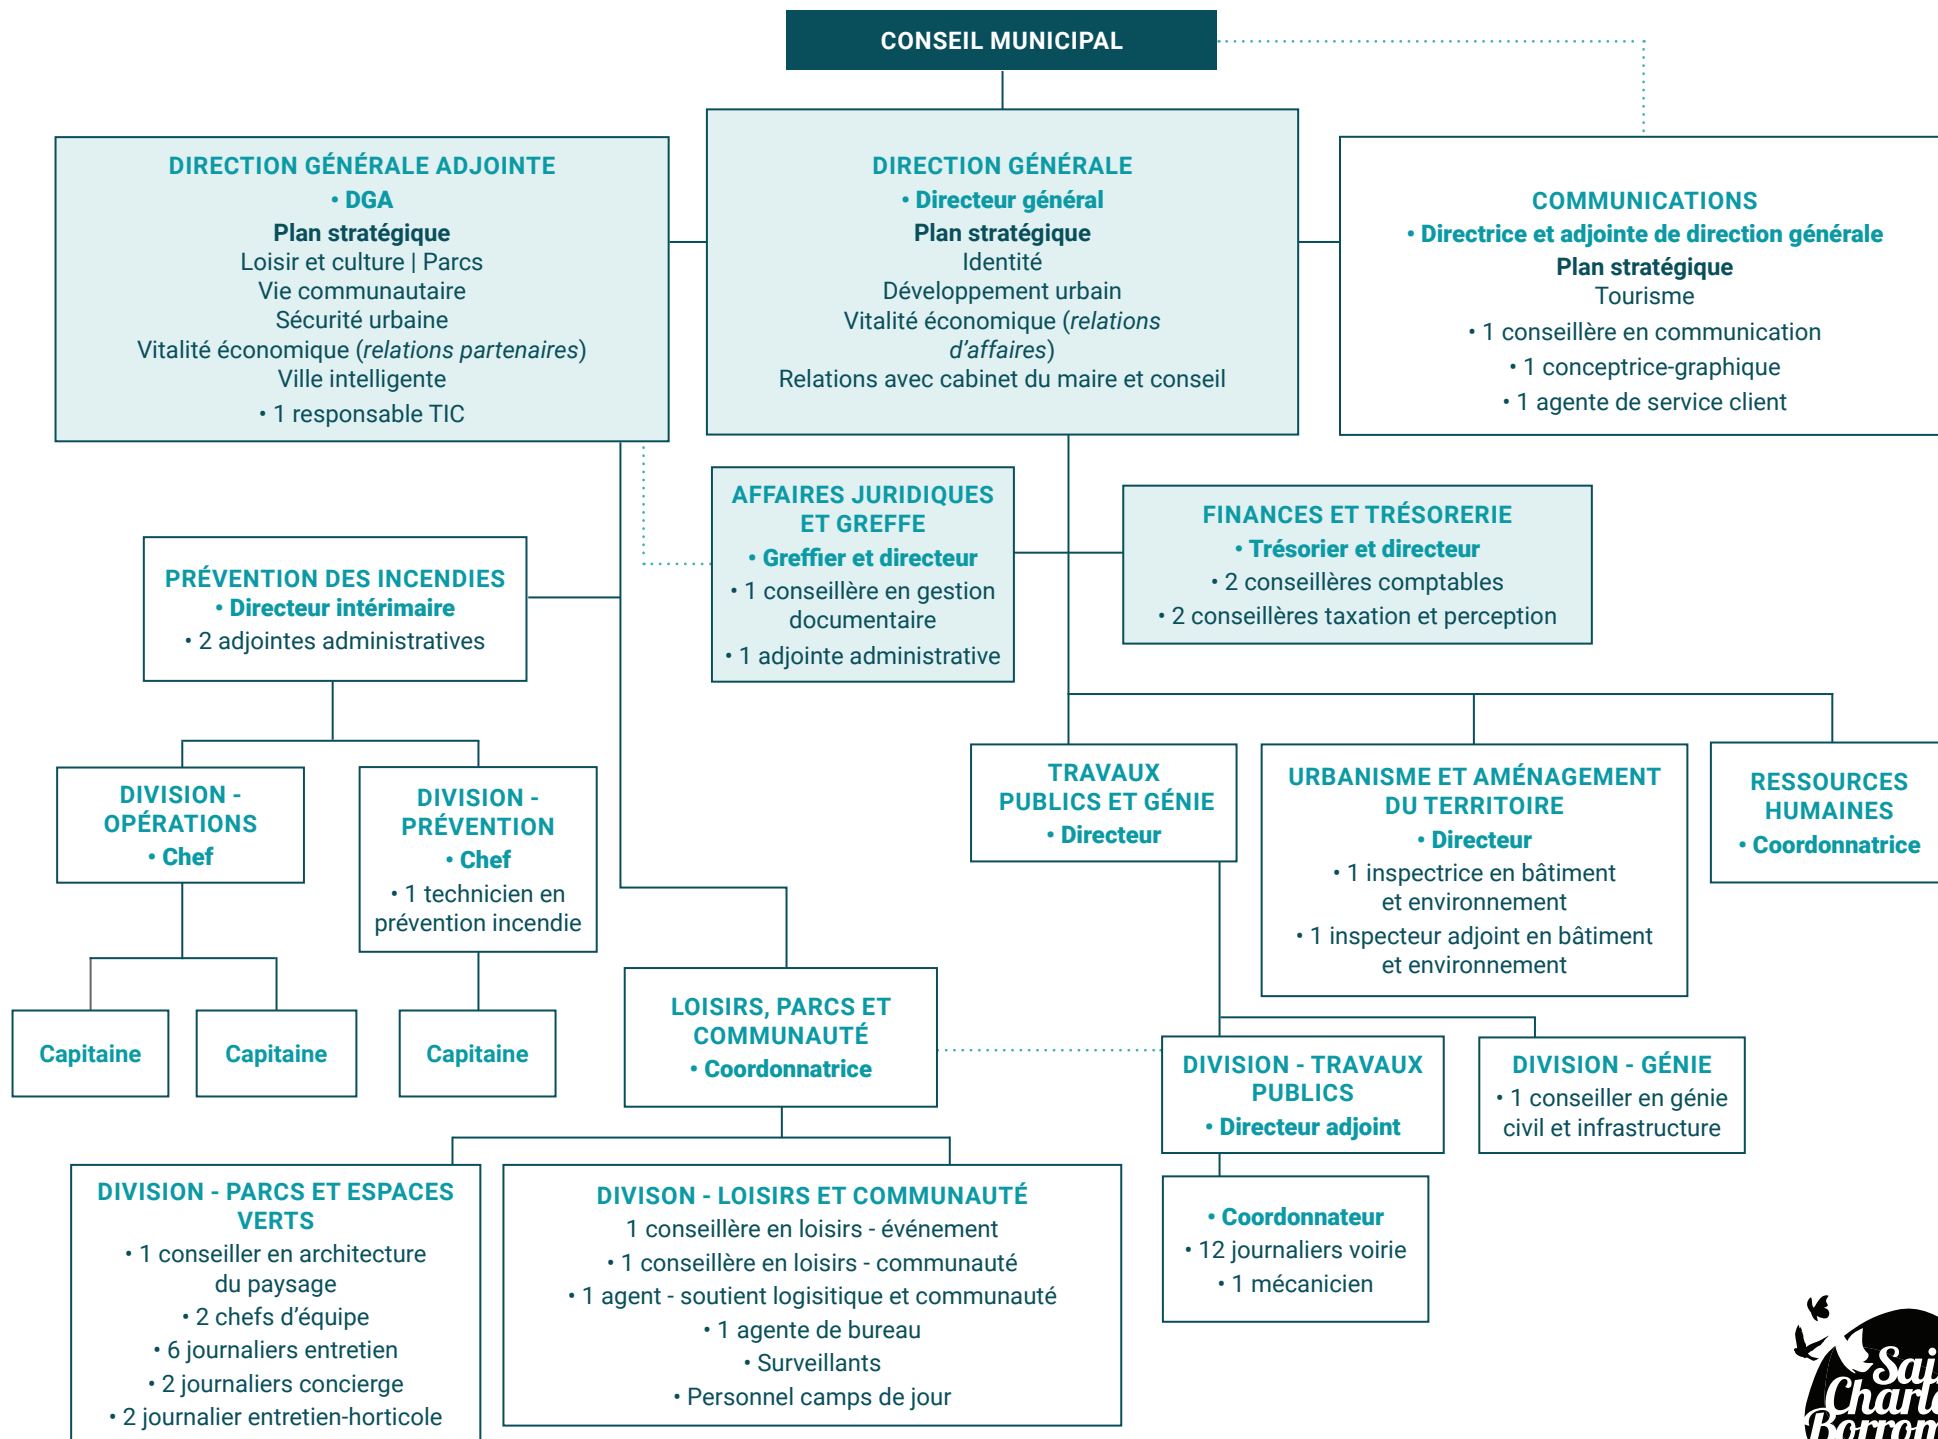 CONSEIL MUNICIPAL
DIRECTION GÉNÉRALE ADJOINTE
• DGA
Plan stratégique
Loisir et culture | Parcs
Vie communautaire
Sécurité urbaine
Vitalité économique (relations partenaires)
Ville intelligente
• 1 responsable TIC
DIRECTION GÉNÉRALE
• Directeur général
Plan stratégique
Identité
Développement urbain
Vitalité économique (relations
d'affaires)
Relations avec cabinet du maire et conseil
COMMUNICATIONS
• Directrice et adjointe de direction générale
Plan stratégique
Tourisme
• 1 conseillère en communication
• 1 conceptrice-graphique
• 1 agente de service client
AFFAIRES JURIDIQUES
ET GREFFE
• Greffier et directeur
• 1 conseillère en gestion
documentaire
• 1 adjointe administrative
FINANCES ET TRÉSORERIE
• Trésorier et directeur
• 2 conseillères comptables
• 2 conseillères taxation et perception
PRÉVENTION DES INCENDIES
• Directeur intérimaire
• 2 adjointes administratives
DIVISION -
OPÉRATIONS
• Chef
DIVISION -
PRÉVENTION
• Chef
• 1 technicien en
prévention incendie
TRAVAUX
PUBLICS ET GÉNIE
• Directeur
URBANISME ET AMÉNAGEMENT
DU TERRITOIRE
• Directeur
• 1 inspectrice en bâtiment
et environnement
• 1 inspecteur adjoint en bâtiment
et environnement
RESSOURCES
HUMAINES
• Coordonnatrice
Capitaine
Capitaine
Capitaine
LOISIRS, PARCS ET
COMMUNAUTÉ
• Coordonnatrice
DIVISION - TRAVAUX
PUBLICS
• Directeur adjoint
DIVISION - GÉNIE
• 1 conseiller en génie
civil et infrastructure
DIVISION - PARCS ET ESPACES
VERTS
• 1 conseiller en architecture
du paysage
• 2 chefs d'équipe
• 6 journaliers entretien
• 2 journaliers concierge
• 2 journalier entretien-horticole
DIVISON - LOISIRS ET COMMUNAUTÉ
1 conseillère en loisirs - événement
• 1 conseillère en loisirs - communauté
• 1 agent - soutient logisitique et communauté
• 1 agente de bureau
• Surveillants
• Personnel camps de jour
• Coordonnateur
• 12 journaliers voirie
• 1 mécanicien